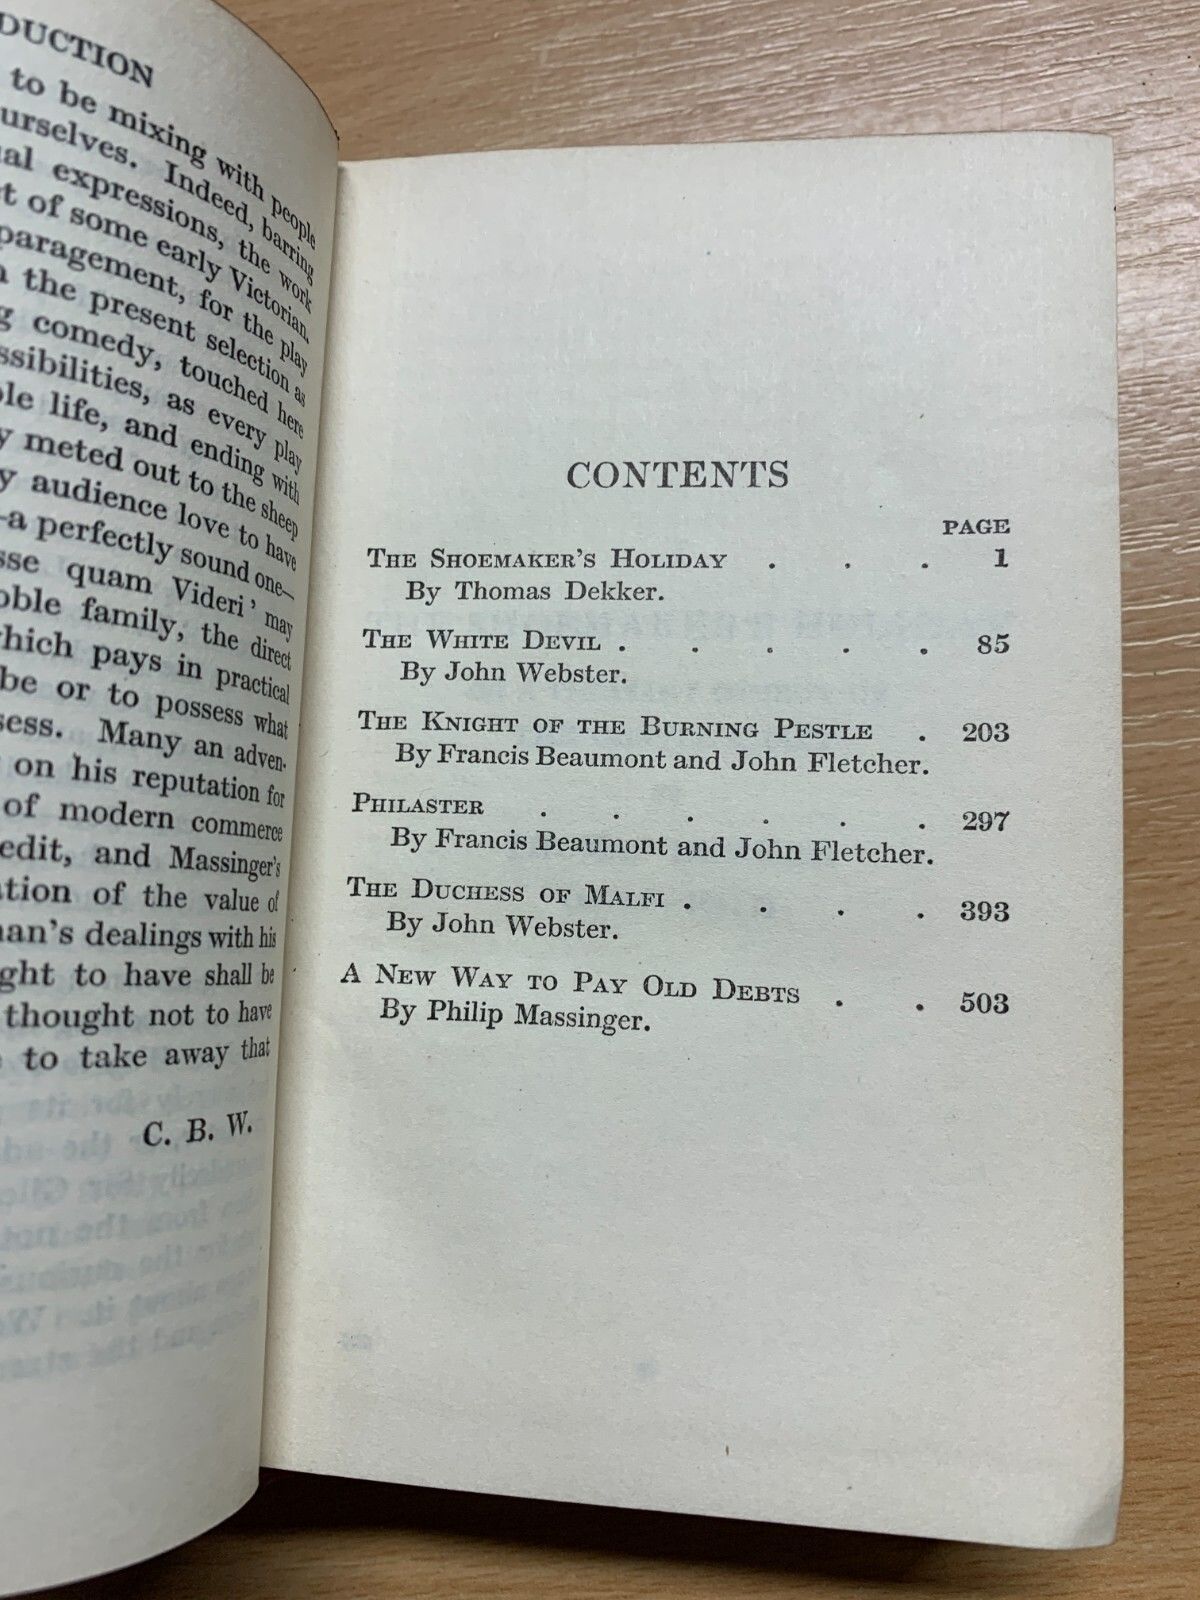 DUCTION
to be mixing with people
urselves. Indeed, barring
al expressions, the work
t of some early Victorian.
paragement, for the play
the present selection as
g comedy, touched here
ssibilities, as every play
ble life, and ending with
y meted out to the sheep
y audience love to have
—a perfectly sound one—
sse quam Videri' may
oble family, the direct
which pays in practical
be or to possess what
sess. Many an adven-
on his reputation for
of modern commerce
edit, and Massinger's
ation of the value of
nan's dealings with his
ght to have shall be
thought not to have
to take away that
C. B. W.
CONTENTS
PAGE
THE SHOEMAKER'S HOLIDAY . . . 1
By Thomas Dekker.
THE WHITE DEVIL . . . . . 85
By John Webster.
THE KNIGHT OF THE BURNING PESTLE . 203
By Francis Beaumont and John Fletcher.
PHILASTER . . . . . . 297
By Francis Beaumont and John Fletcher.
THE DUCHESS OF MALFI . . . . 393
By John Webster.
A NEW WAY TO PAY OLD DEBTS . . 503
By Philip Massinger.